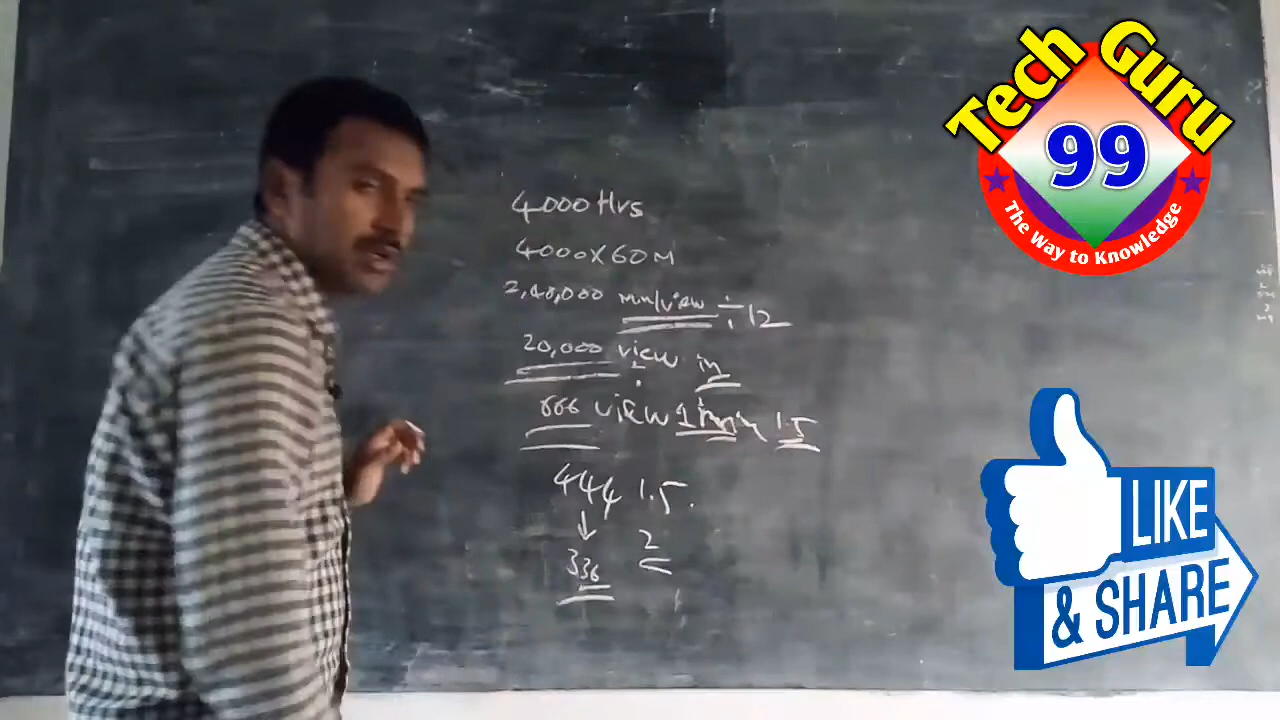 Tech Guru
99
The Way to Knowledge
4000 Hrs
4000X60M
2,40,000 min/view ÷ 12
20,000 view in
666 view 1 min 1.5
444 1.5.
336 2
LIKE
& SHARE